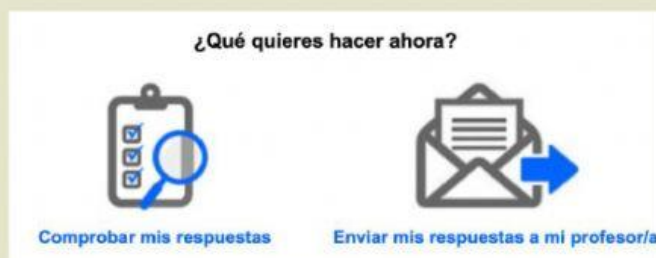 ¿Qué quieres hacer ahora?
Comprobar mis respuestas
Enviar mis respuestas a mi profesor/a